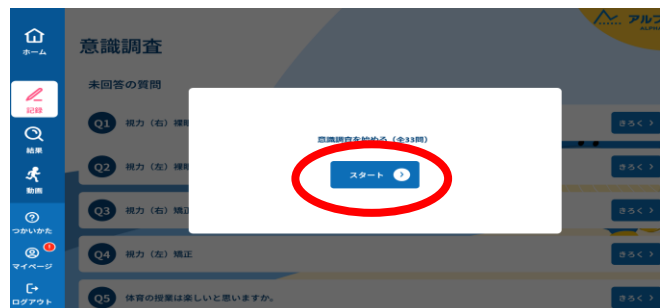 ホーム
記録
結果
動画
つかいかた
マイページ
ログアウト
意識調査
未回答の質問
Q1 視力（右）裸眼
きろく
Q2 視力（左）裸眼
きろく
Q3 視力（右）矯正
きろく
Q4 視力（左）矯正
きろく
Q5 体育の授業は楽しいと思いますか。
きろく
意識調査を始める（全33問）
スタート
アルフ
ALPHA